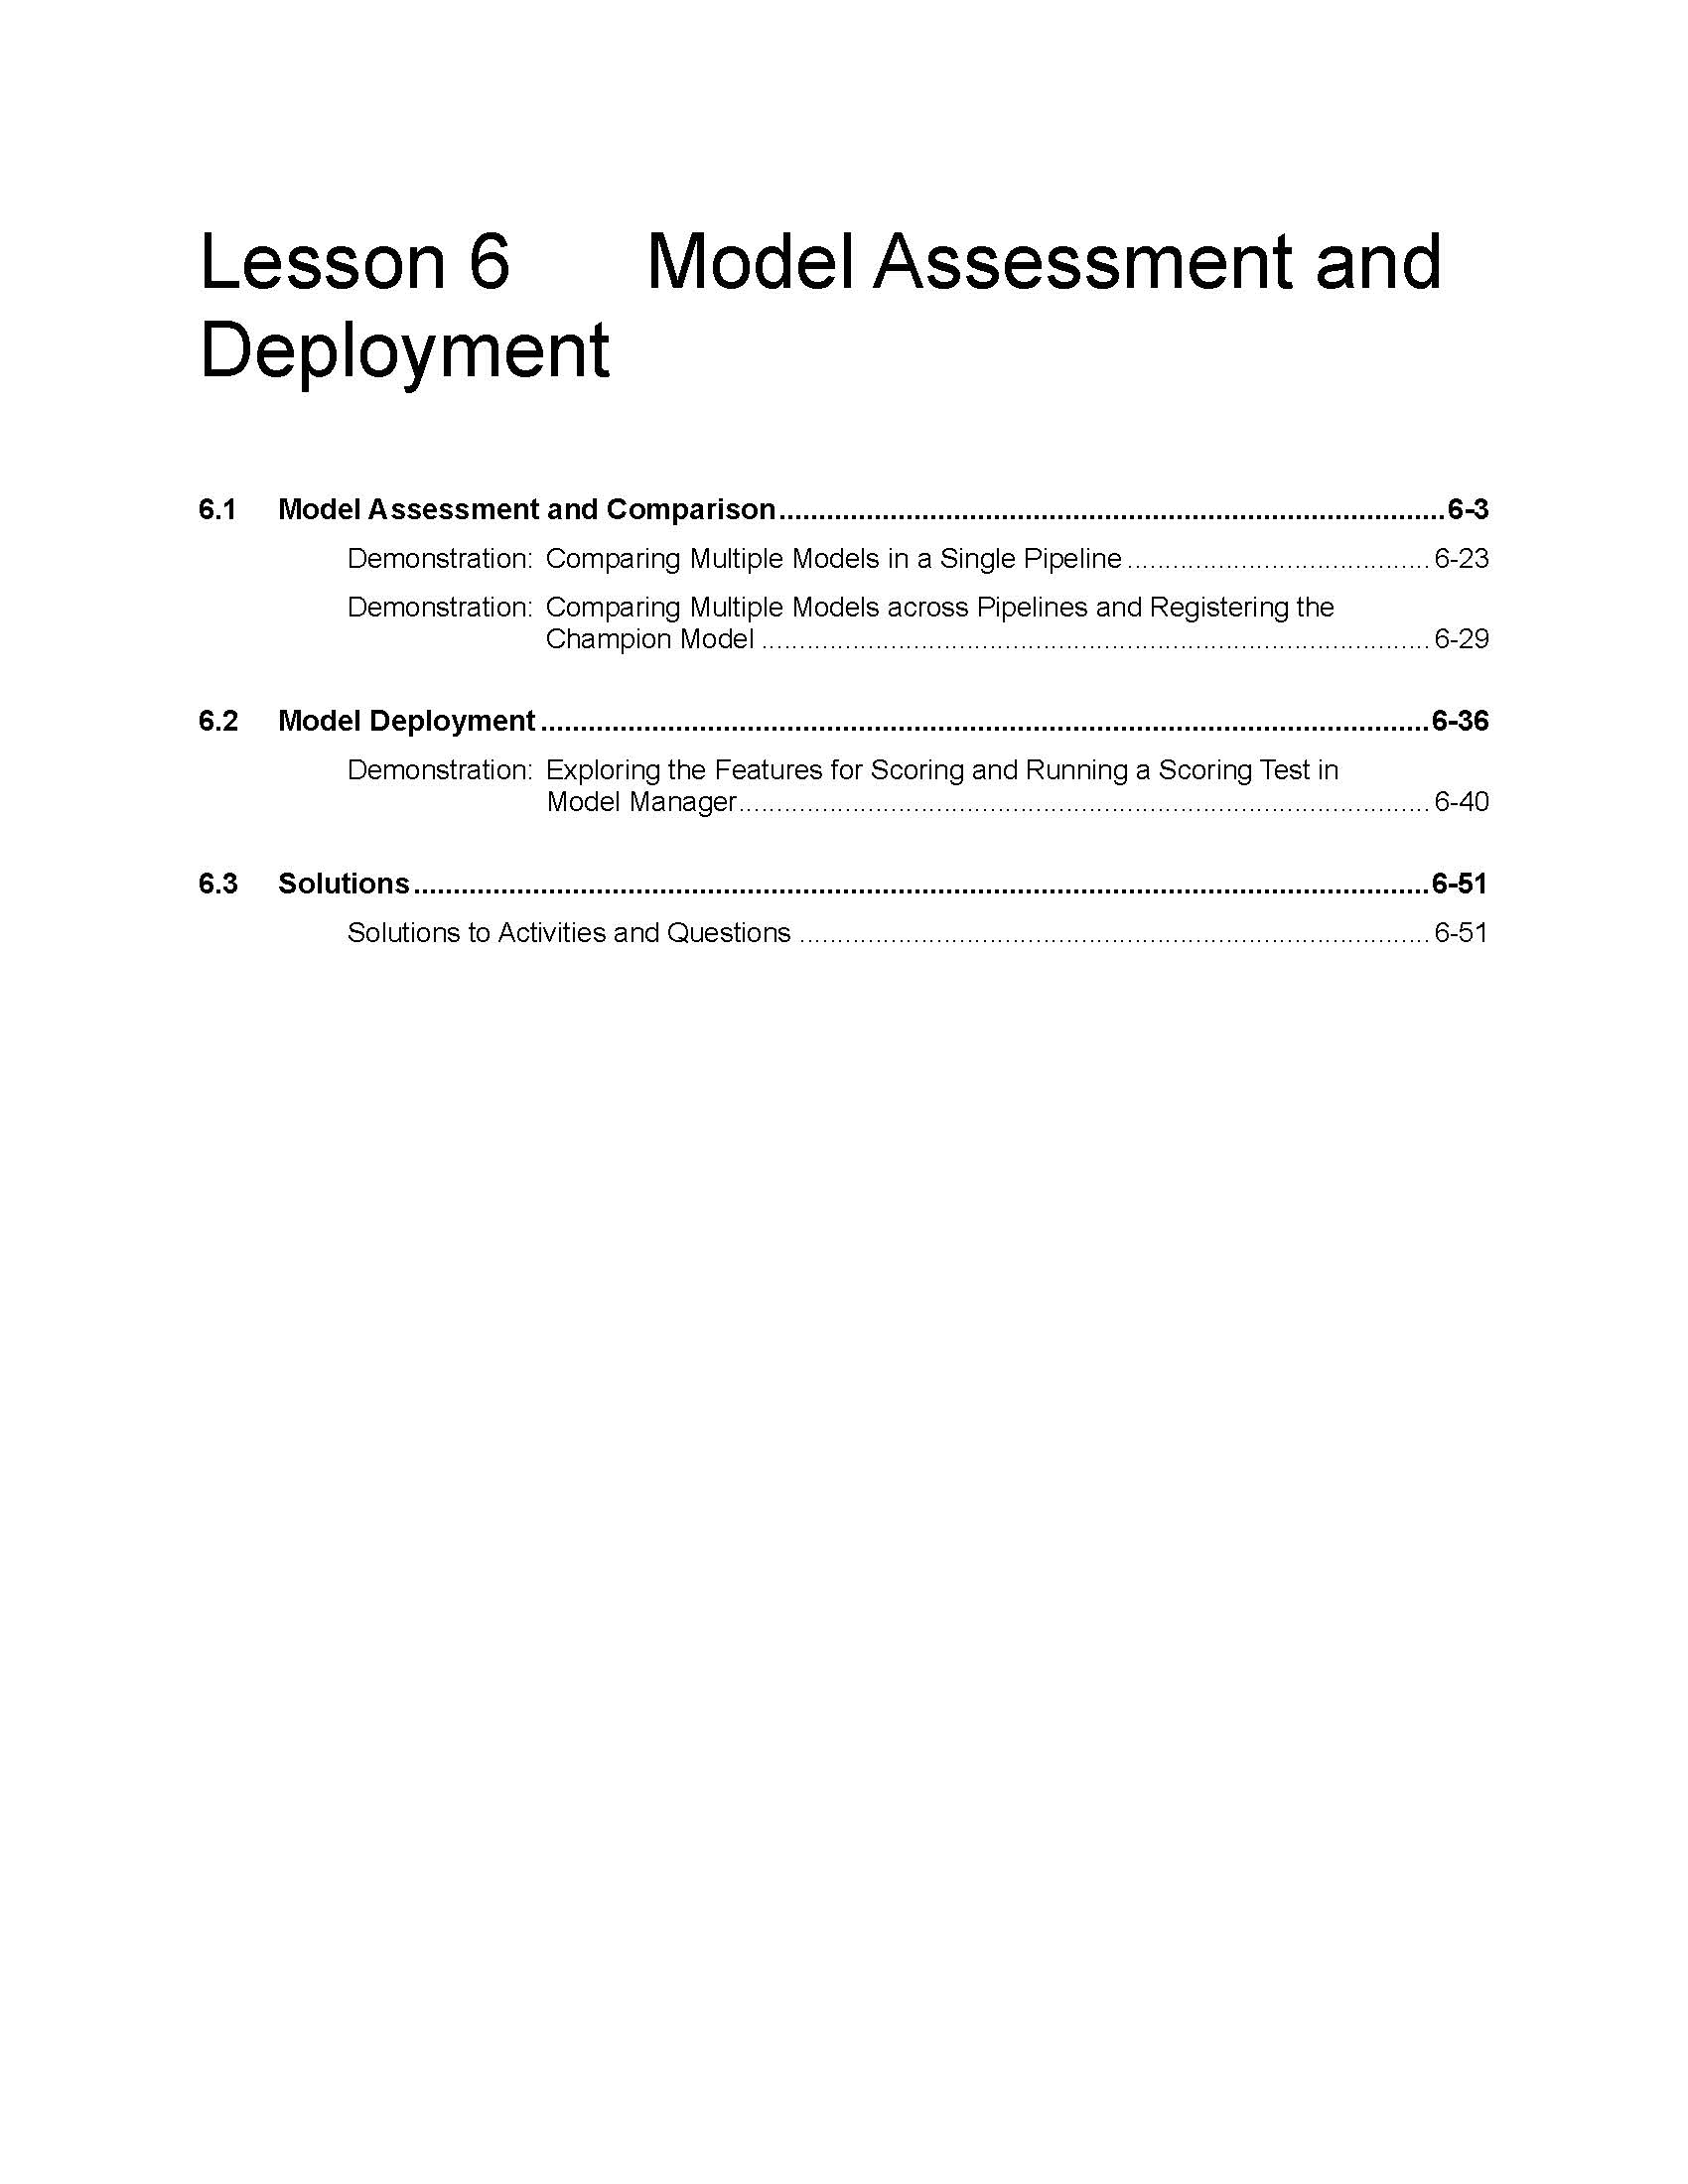 Lesson 6 Model Assessment and
Deployment
6.1 Model Assessment and Comparison....................................................................................6-3
Demonstration: Comparing Multiple Models in a Single Pipeline........................................6-23
Demonstration: Comparing Multiple Models across Pipelines and Registering the
Champion Model........................................................................................6-29
6.2 Model Deployment................................................................................................................6-36
Demonstration: Exploring the Features for Scoring and Running a Scoring Test in
Model Manager...........................................................................................6-40
6.3 Solutions................................................................................................................................6-51
Solutions to Activities and Questions...................................................................................6-51